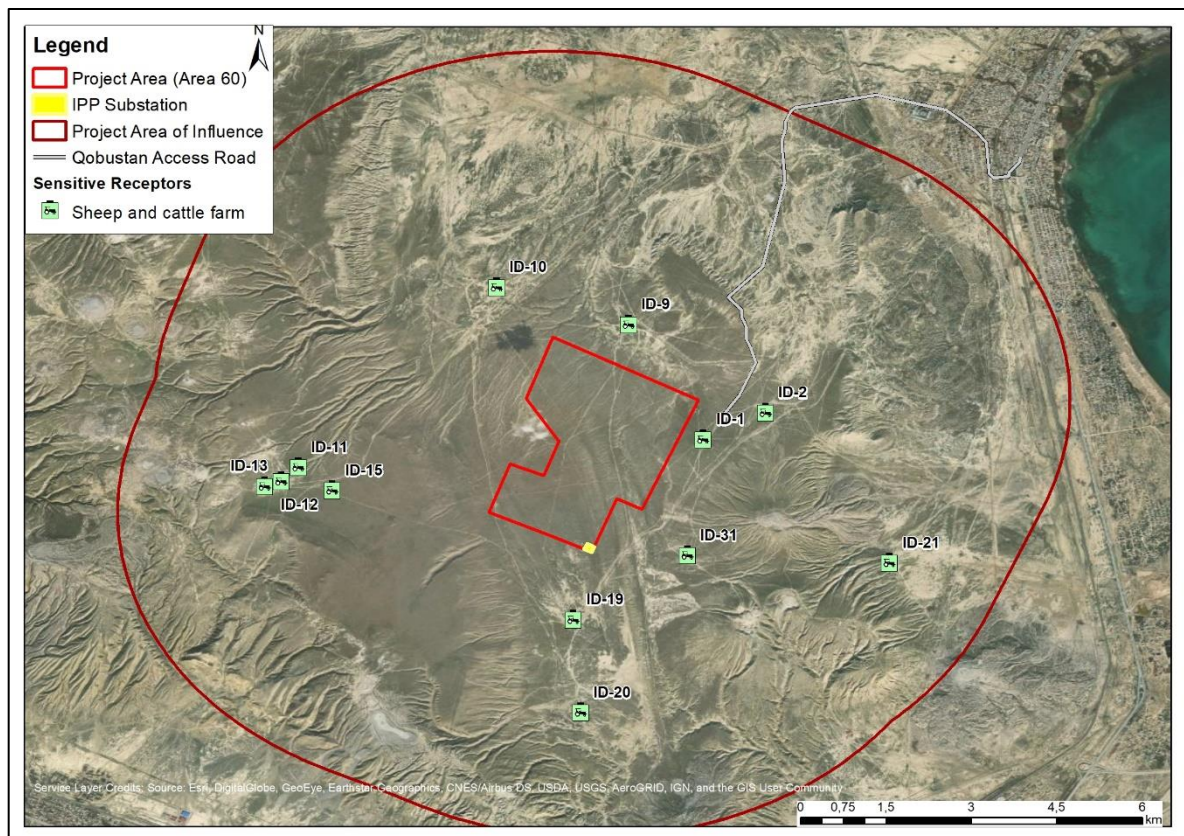 Legend
N
Project Area (Area 60)
IPP Substation
Project Area of Influence
Qobustan Access Road
Sensitive Receptors
Sheep and cattle farm
ID-10
ID-9
ID-2
ID-1
ID-11
ID-13
ID-15
ID-12
ID-31
ID-21
ID-19
ID-20
Service Layer Credits: Source: Esri, DigitalGlobe, GeoEye, Earthstar Geographics, CNES/Airbus DS, USDA, USGS, AeroGRID, IGN, and the GIS User Community
0 0,75 1,5 3 4,5 6
km